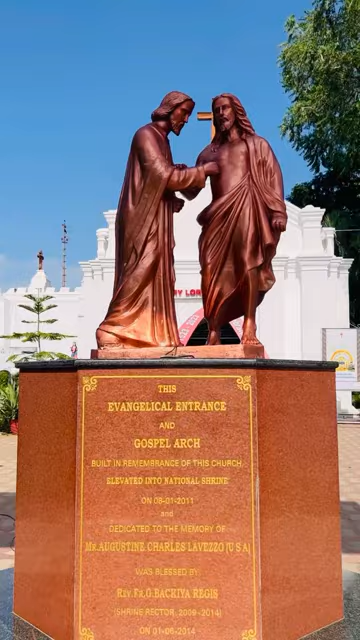 MY LOR
THIS
EVANGELICAL ENTRANCE
AND
GOSPEL ARCH
BUILT IN REMEMBRANCE OF THIS CHURCH
ELEVATED INTO NATIONAL SHRINE
ON 08-01-2011
and
DEDICATED TO THE MEMORY OF
MR.AUGUSTINE CHARLES LAVEZZO [U S A]
WAS BLESSED BY
REV.FR.G.BACKIYA REGIS
(SHRINE RECTOR, 2009-2014)
ON 01-06-2014